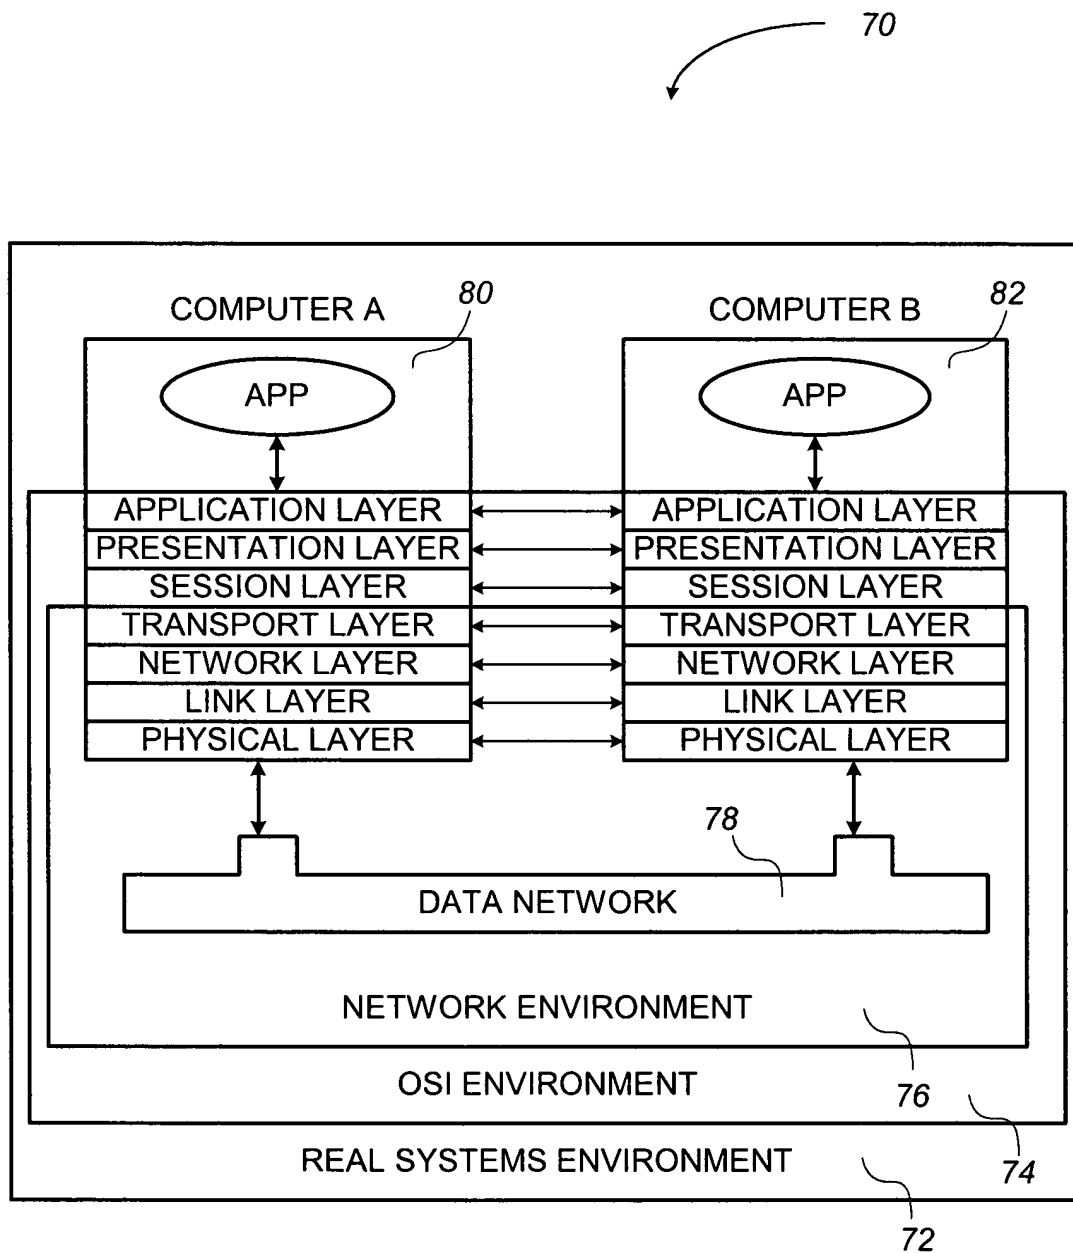 70
COMPUTER A
80
COMPUTER B
82
APP
APP
APPLICATION LAYER
APPLICATION LAYER
PRESENTATION LAYER
PRESENTATION LAYER
SESSION LAYER
SESSION LAYER
TRANSPORT LAYER
TRANSPORT LAYER
NETWORK LAYER
NETWORK LAYER
LINK LAYER
LINK LAYER
PHYSICAL LAYER
PHYSICAL LAYER
78
DATA NETWORK
NETWORK ENVIRONMENT
OSI ENVIRONMENT
76
REAL SYSTEMS ENVIRONMENT
74
72